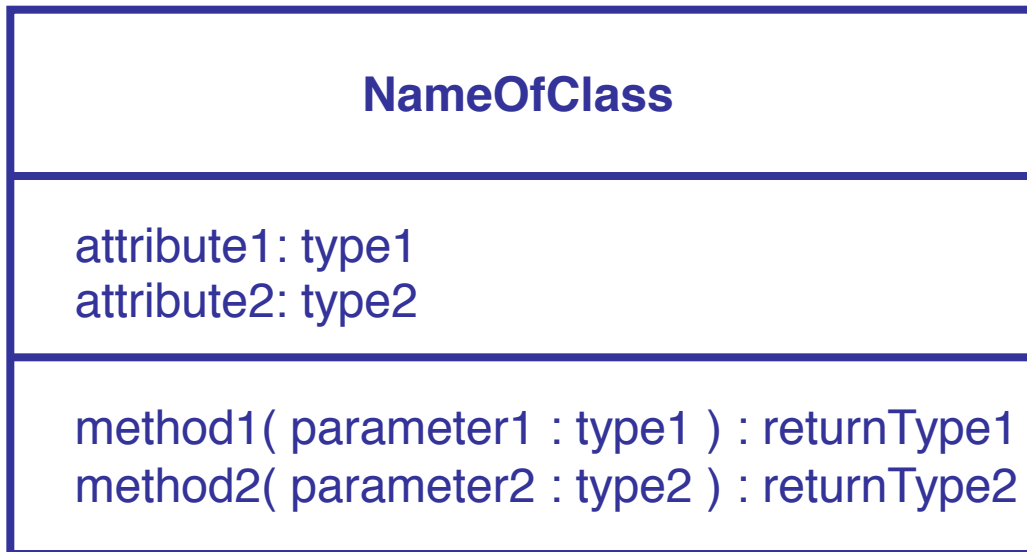 NameOfClass
attribute1: type1
attribute2: type2
method1( parameter1 : type1 ) : returnType1
method2( parameter2 : type2 ) : returnType2